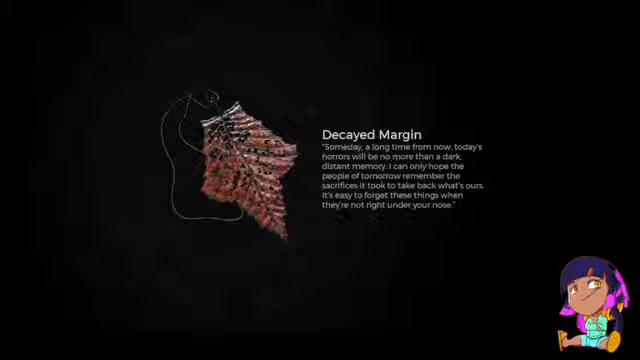 Decayed Margin
"Someday, a long time from now, today's
horrors will be no more than a dark,
distant memory. I can only hope the
people of tomorrow remember the
sacrifices it took to take back what's ours.
It's easy to forget these things when
they're not right under your nose."